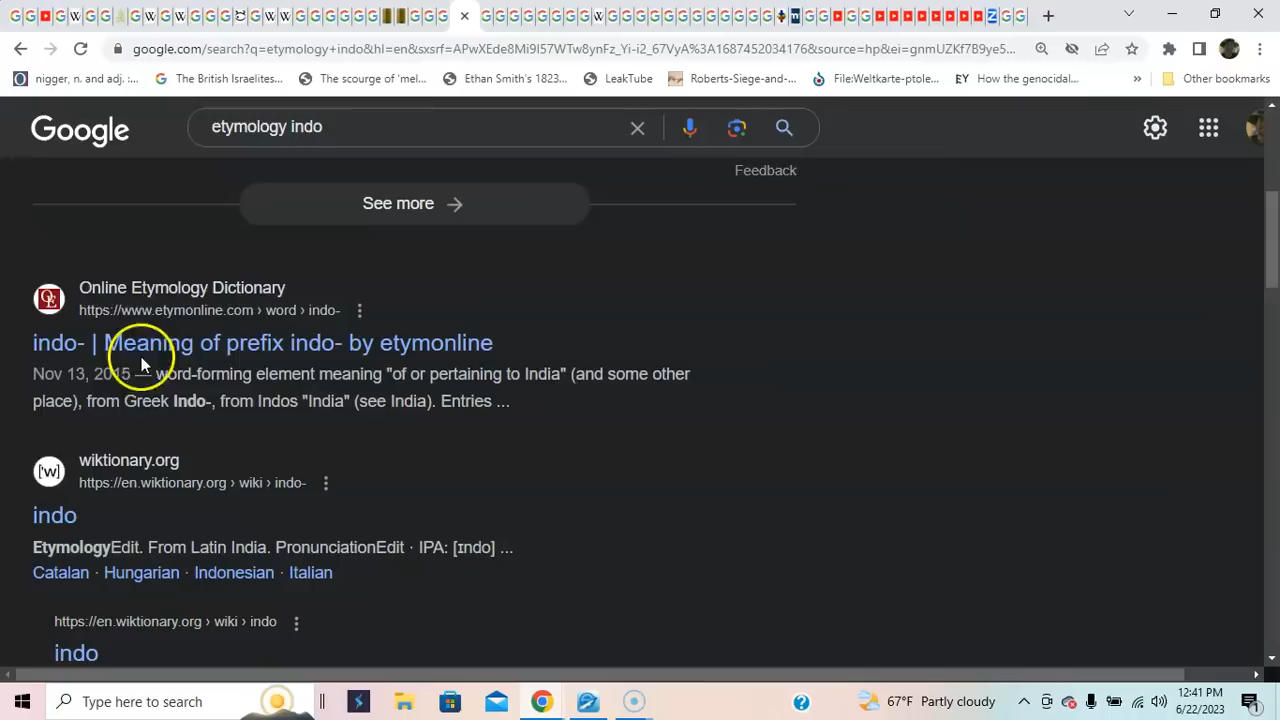 google.com/search?q=etymology+indo&hl=en&sxsrf=APwXEde8Mi9I57WTw8ynFz_Yi-i2_67VyA%3A1687452034176&source=hp&ei=gnmUZKf7B9ye5...
nigger, n. and adj. :...
The British Israelites...
The scourge of 'mel...
Ethan Smith's 1823...
LeakTube
Roberts-Siege-and-...
File:Weltkarte-ptole...
EY How the genocidal...
»
Other bookmarks
Google
etymology indo
Feedback
See more →
Online Etymology Dictionary
https://www.etymonline.com › word › indo-
indo- | Meaning of prefix indo- by etymonline
Nov 13, 2015 — word-forming element meaning "of or pertaining to India" (and some other
place), from Greek Indo-, from Indos "India" (see India). Entries ...
['w]
wiktionary.org
https://en.wiktionary.org › wiki › indo-
indo
EtymologyEdit. From Latin India. PronunciationEdit · IPA: [ɪndo] ...
Catalan · Hungarian · Indonesian · Italian
https://en.wiktionary.org › wiki › indo
indo
Type here to search
67°F Partly cloudy
12:41 PM
6/22/2023